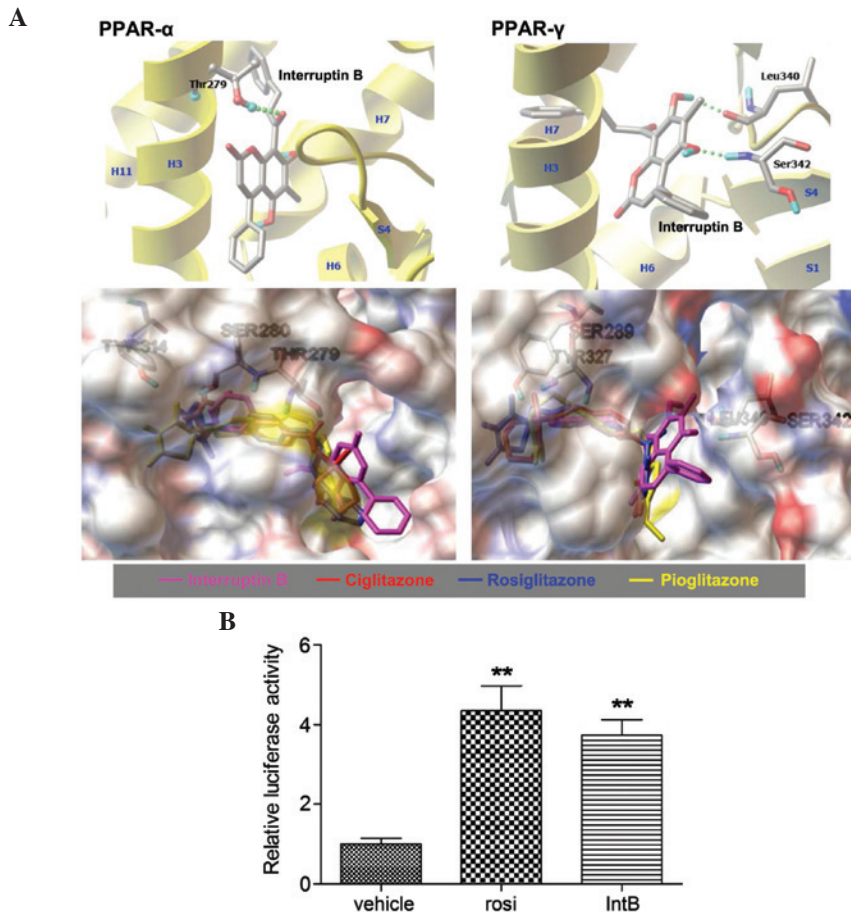 A
PPAR-α
PPAR-γ
Thr279
Interruptin B
H7
H11
H3
S4
H6
Leu340
H7
H3
Ser342
S4
Interruptin B
H6
S1
TYR314
SER280
THR279
SER289
TYR327
LEU340
SER342
Interruptin B
Ciglitazone
Rosiglitazone
Pioglitazone
B
Relative luciferase activity
6
4
2
0
**
**
vehicle
rosi
IntB